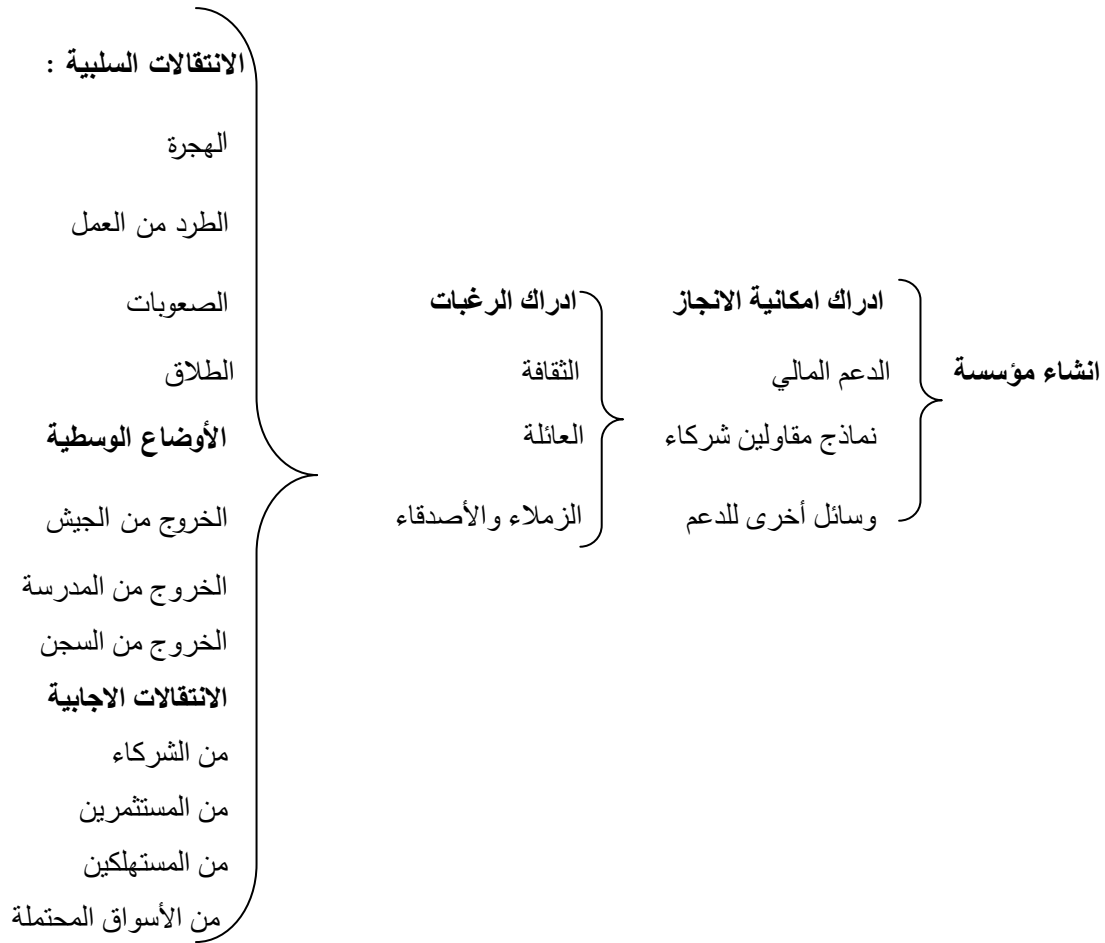 الانتقالات السلبية :
الهجرة
الطرد من العمل
الصعوبات
الطلاق
الأوضاع الوسطية
الخروج من الجيش
الخروج من المدرسة
الخروج من السجن
الانتقالات الاجابية
من الشركاء
من المستثمرين
من المستهلكين
من الأسواق المحتملة
ادراك الرغبات
الثقافة
العائلة
الزملاء والأصدقاء
ادراك امكانية الانجاز
الدعم المالي
نماذج مقاولين شركاء
وسائل أخرى للدعم
انشاء مؤسسة